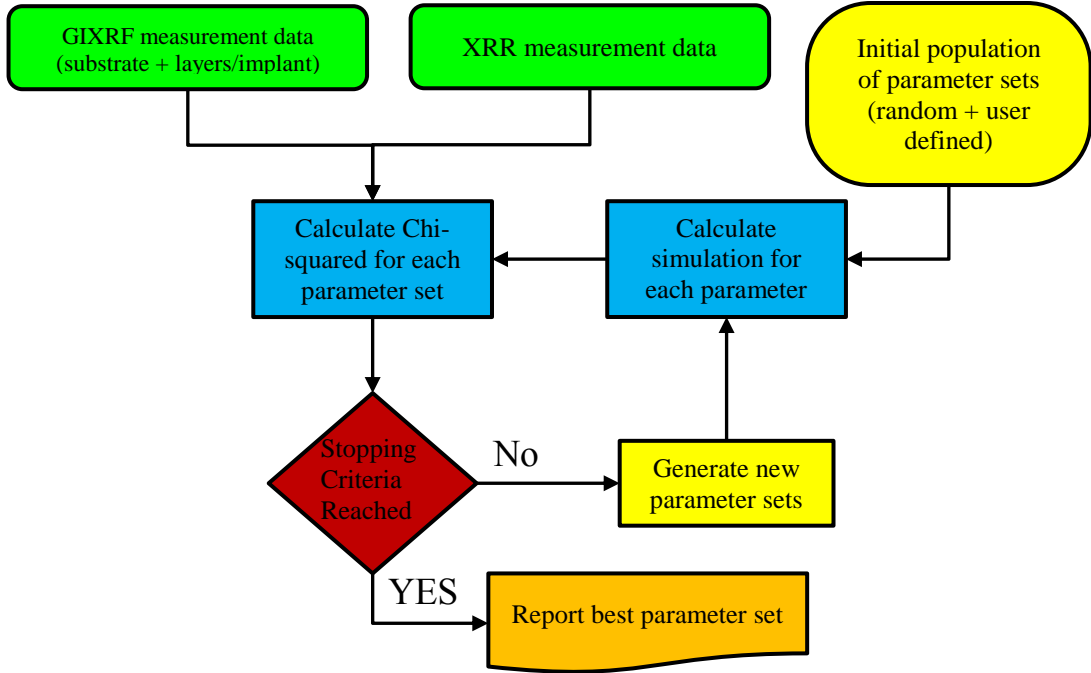 GIXRF measurement data
(substrate + layers/implant)
XRR measurement data
Initial population
of parameter sets
(random + user
defined)
Calculate Chi-
squared for each
parameter set
Calculate
simulation for
each parameter
Stopping
Criteria
Reached
No
Generate new
parameter sets
YES
Report best parameter set